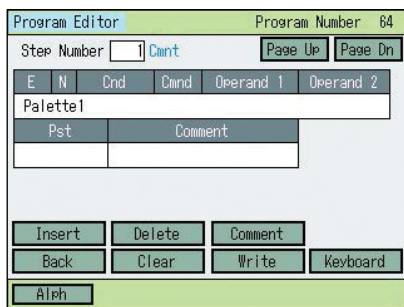 Program Editor Program Number 64
Step Number 1 Cmnt Page Up Page Dn
E N Cnd Cmnd Operand 1 Operand 2
Palette1
Pst Comment
Insert Delete Comment
Back Clear Write Keyboard
Alph